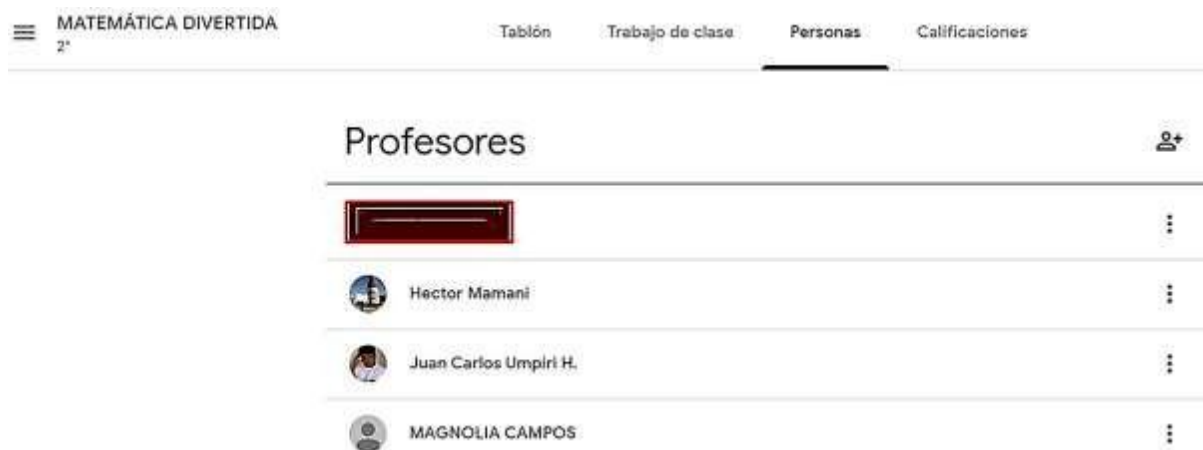 MATEMÁTICA DIVERTIDA
2°
Tablón Trabajo de clase Personas Calificaciones
Profesores
Hector Mamani
Juan Carlos Umpiri H.
MAGNOLIA CAMPOS